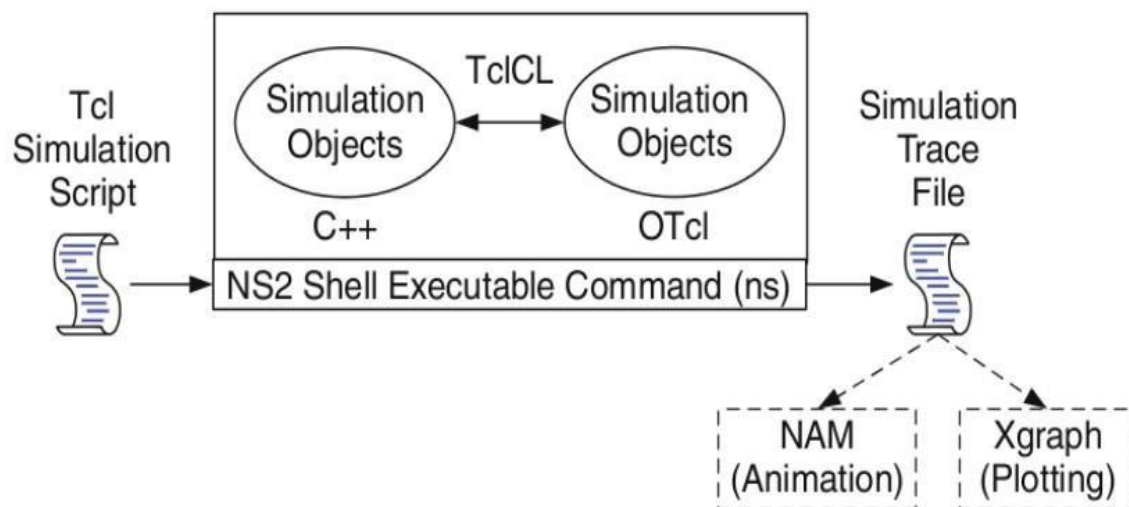 Tcl
Simulation
Script
Simulation
Objects
C++
TclCL
Simulation
Objects
OTcl
NS2 Shell Executable Command (ns)
Simulation
Trace
File
NAM
(Animation)
Xgraph
(Plotting)